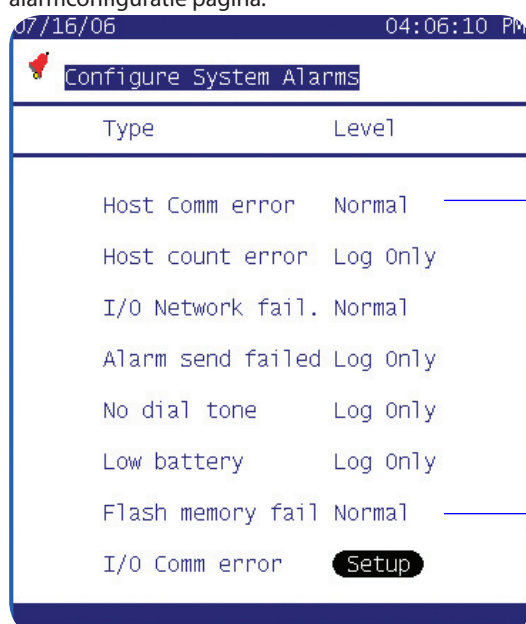 alarmconfiguratie pagina.
07/16/06 04:06:10 PM
Configure System Alarms
Type Level
Host Comm error Normal
Host count error Log Only
I/O Network fail. Normal
Alarm send failed Log Only
No dial tone Log Only
Low battery Log Only
Flash memory fail Normal
I/O Comm error Setup